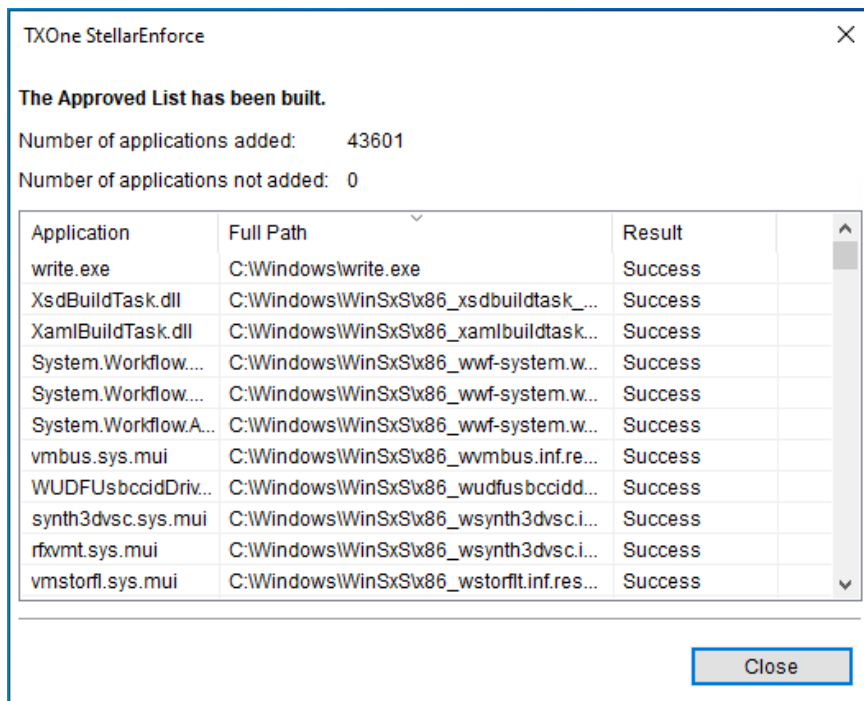 TXOne StellarEnforce
The Approved List has been built.
Number of applications added: 43601
Number of applications not added: 0
Application Full Path Result
write.exe C:\Windows\write.exe Success
XsdBuildTask.dll C:\Windows\WinSxS\x86_xsdbuildtask_... Success
XamlBuildTask.dll C:\Windows\WinSxS\x86_xamlbuildtask... Success
System.Workflow.... C:\Windows\WinSxS\x86_wwf-system.w... Success
System.Workflow.... C:\Windows\WinSxS\x86_wwf-system.w... Success
System.Workflow.A... C:\Windows\WinSxS\x86_wwf-system.w... Success
vmbus.sys.mui C:\Windows\WinSxS\x86_wvmbus.inf.re... Success
WUDFUsbccidDriv... C:\Windows\WinSxS\x86_wudfusbccidd... Success
synth3dvsc.sys.mui C:\Windows\WinSxS\x86_wsynth3dvsc.i... Success
rfxvmt.sys.mui C:\Windows\WinSxS\x86_wsynth3dvsc.i... Success
vmstorfl.sys.mui C:\Windows\WinSxS\x86_wstorflt.inf.res... Success
Close